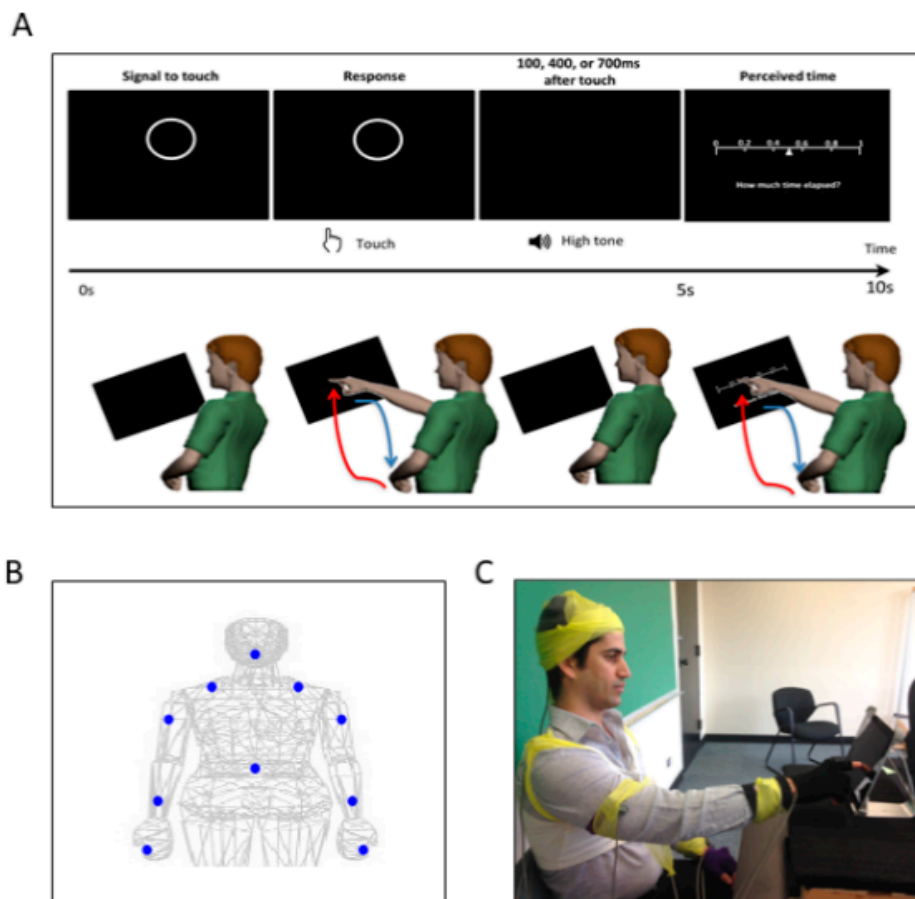 A
Signal to touch
Response
100, 400, or 700ms
after touch
Perceived time
0 0.2 0.4 0.6 0.8 1
How much time elapsed?
Touch
High tone
Time
0s
5s
10s
B
C